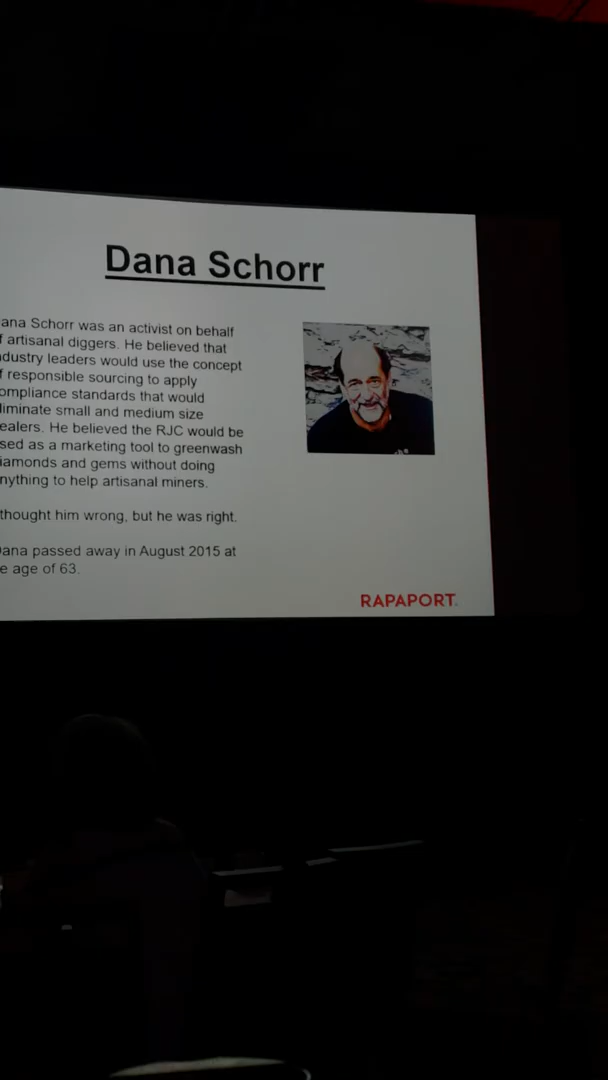 Dana Schorr
ana Schorr was an activist on behalf
f artisanal diggers. He believed that
dustry leaders would use the concept
f responsible sourcing to apply
ompliance standards that would
liminate small and medium size
ealers. He believed the RJC would be
sed as a marketing tool to greenwash
iamonds and gems without doing
nything to help artisanal miners.
thought him wrong, but he was right.
ana passed away in August 2015 at
e age of 63.
RAPAPORT